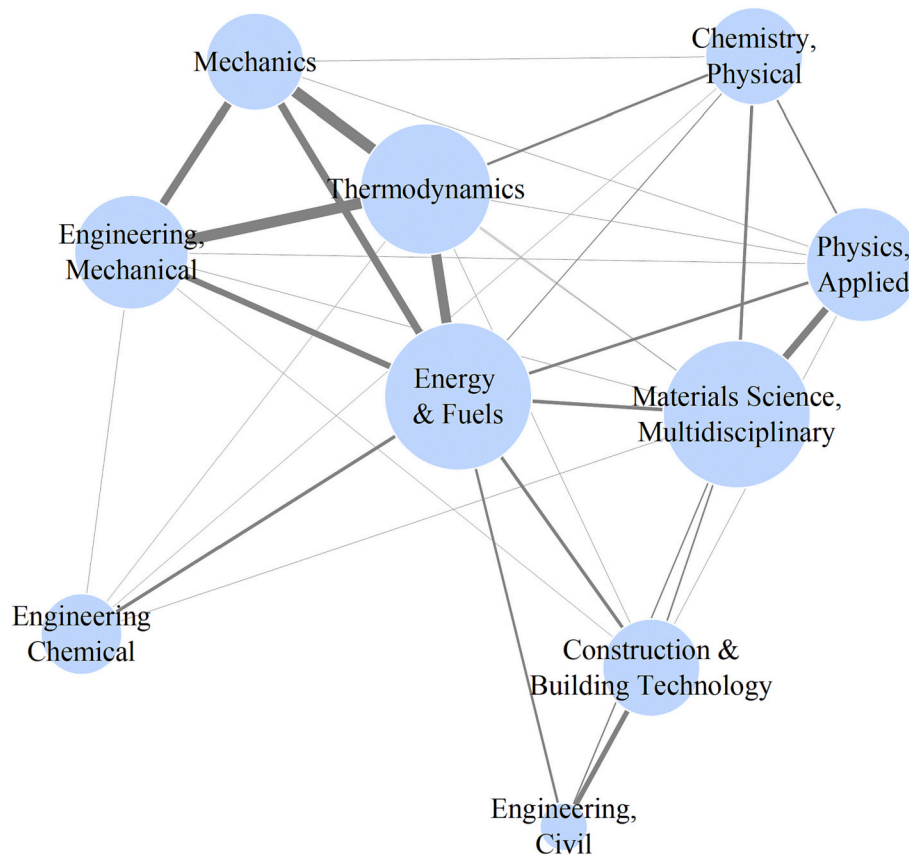 Mechanics
Chemistry,
Physical
Thermodynamics
Engineering,
Mechanical
Physics,
Applied
Energy
& Fuels
Materials Science,
Multidisciplinary
Engineering
Chemical
Construction &
Building Technology
Engineering,
Civil